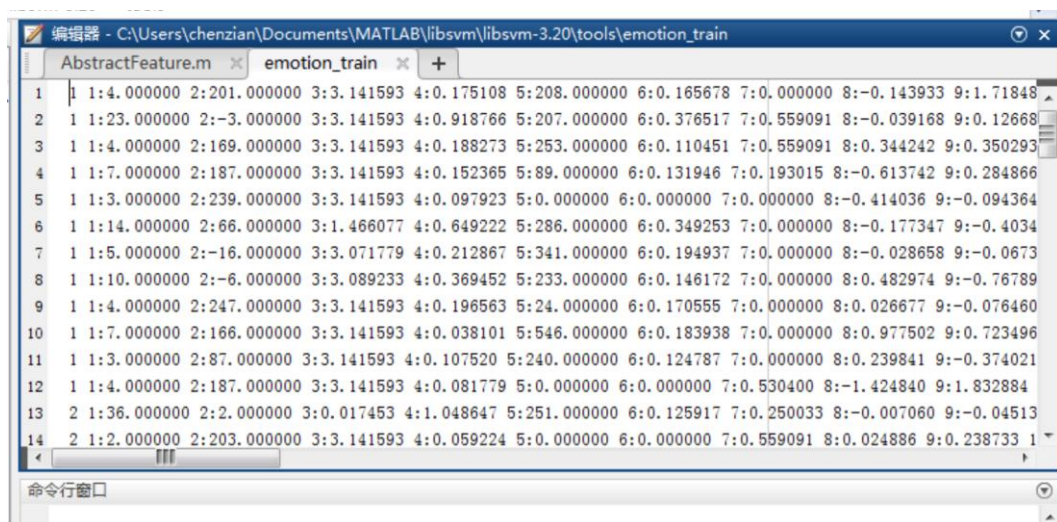 编辑器 - C:\Users\chenzian\Documents\MATLAB\libsvm\libsvm-3.20\tools\emotion_train
AbstractFeature.m × emotion_train × +
1 1 1:4.000000 2:201.000000 3:3.141593 4:0.175108 5:208.000000 6:0.165678 7:0.000000 8:-0.143933 9:1.71848
2 1 1:23.000000 2:-3.000000 3:3.141593 4:0.918766 5:207.000000 6:0.376517 7:0.559091 8:-0.039168 9:0.12668
3 1 1:4.000000 2:169.000000 3:3.141593 4:0.188273 5:253.000000 6:0.110451 7:0.559091 8:0.344242 9:0.350293
4 1 1:7.000000 2:187.000000 3:3.141593 4:0.152365 5:89.000000 6:0.131946 7:0.193015 8:-0.613742 9:0.284866
5 1 1:3.000000 2:239.000000 3:3.141593 4:0.097923 5:0.000000 6:0.000000 7:0.000000 8:-0.414036 9:-0.094364
6 1 1:14.000000 2:66.000000 3:1.466077 4:0.649222 5:286.000000 6:0.349253 7:0.000000 8:-0.177347 9:-0.4034
7 1 1:5.000000 2:-16.000000 3:3.071779 4:0.212867 5:341.000000 6:0.194937 7:0.000000 8:-0.028658 9:-0.0673
8 1 1:10.000000 2:-6.000000 3:3.089233 4:0.369452 5:233.000000 6:0.146172 7:0.000000 8:0.482974 9:-0.76789
9 1 1:4.000000 2:247.000000 3:3.141593 4:0.196563 5:24.000000 6:0.170555 7:0.000000 8:0.026677 9:-0.076460
10 1 1:7.000000 2:166.000000 3:3.141593 4:0.038101 5:546.000000 6:0.183938 7:0.000000 8:0.977502 9:0.723496
11 1 1:3.000000 2:87.000000 3:3.141593 4:0.107520 5:240.000000 6:0.124787 7:0.000000 8:0.239841 9:-0.374021
12 1 1:4.000000 2:187.000000 3:3.141593 4:0.081779 5:0.000000 6:0.000000 7:0.530400 8:-1.424840 9:1.832884
13 2 1:36.000000 2:2.000000 3:0.017453 4:1.048647 5:251.000000 6:0.125917 7:0.250033 8:-0.007060 9:-0.04513
14 2 1:2.000000 2:203.000000 3:3.141593 4:0.059224 5:0.000000 6:0.000000 7:0.559091 8:0.024886 9:0.238733 1
命令行窗口